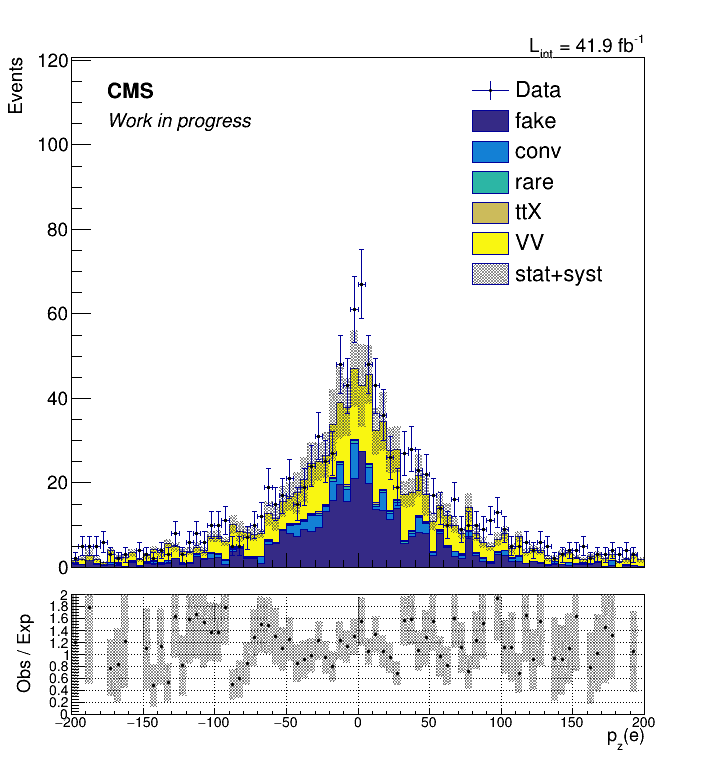 L_int = 41.9 fb^-1
Events
120
100
80
60
40
20
0
CMS
Work in progress
Data
fake
conv
rare
ttX
VV
stat+syst
Obs / Exp
2
1.8
1.6
1.4
1.2
1
0.8
0.6
0.4
0.2
0
−200 −150 −100 −50 0 50 100 150 200
p_z(e)